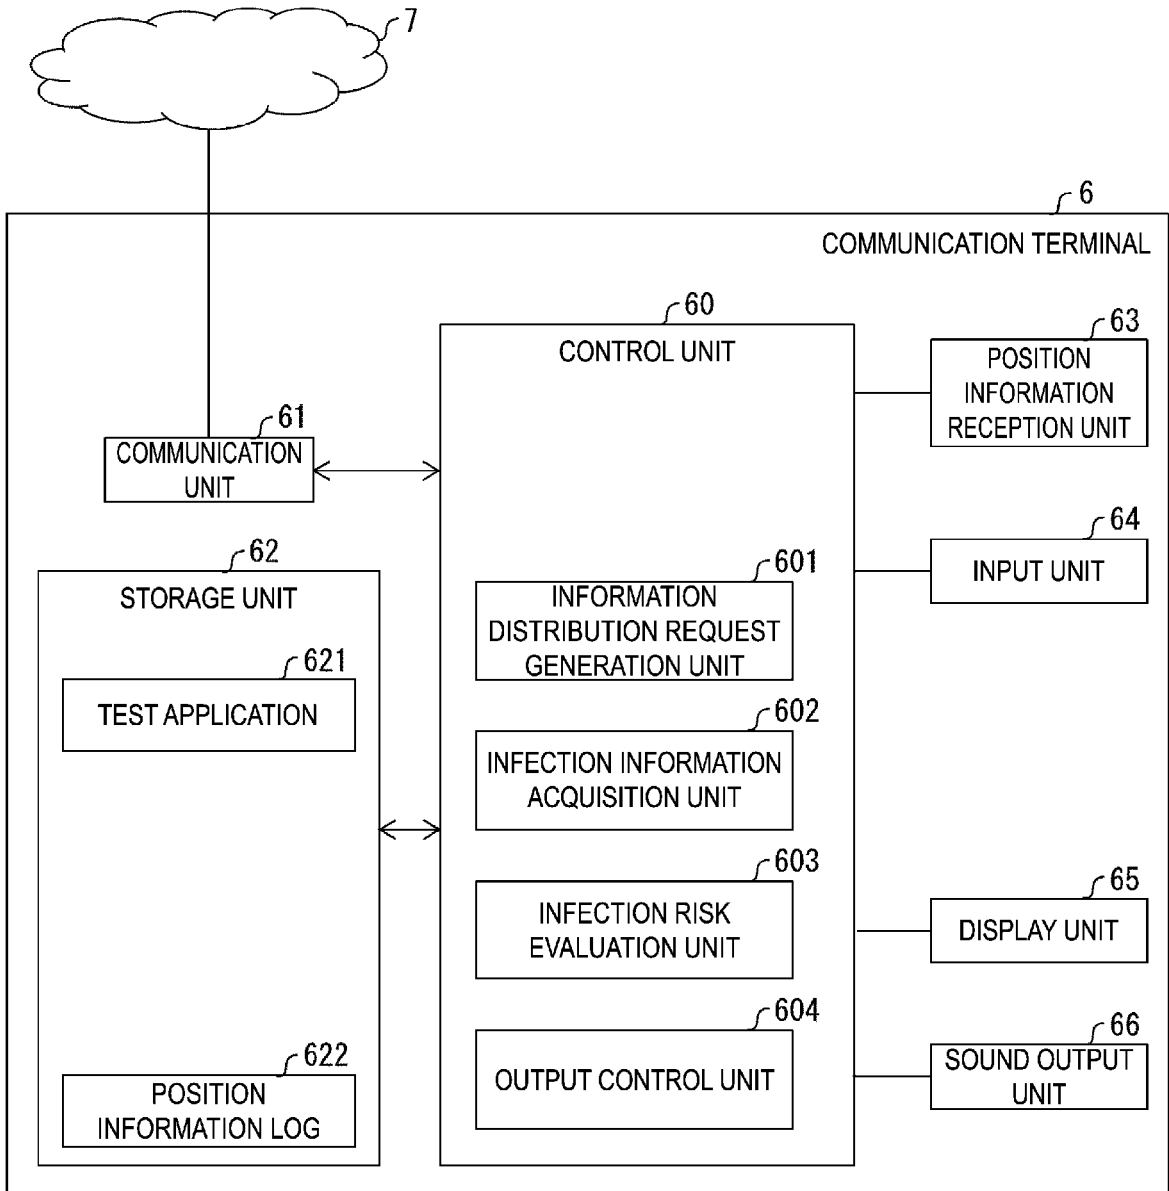 7
6
COMMUNICATION TERMINAL
60
CONTROL UNIT
63
POSITION
INFORMATION
RECEPTION UNIT
61
COMMUNICATION
UNIT
64
INPUT UNIT
62
STORAGE UNIT
621
TEST APPLICATION
622
POSITION
INFORMATION LOG
601
INFORMATION
DISTRIBUTION REQUEST
GENERATION UNIT
602
INFECTION INFORMATION
ACQUISITION UNIT
603
INFECTION RISK
EVALUATION UNIT
604
OUTPUT CONTROL UNIT
65
DISPLAY UNIT
66
SOUND OUTPUT
UNIT